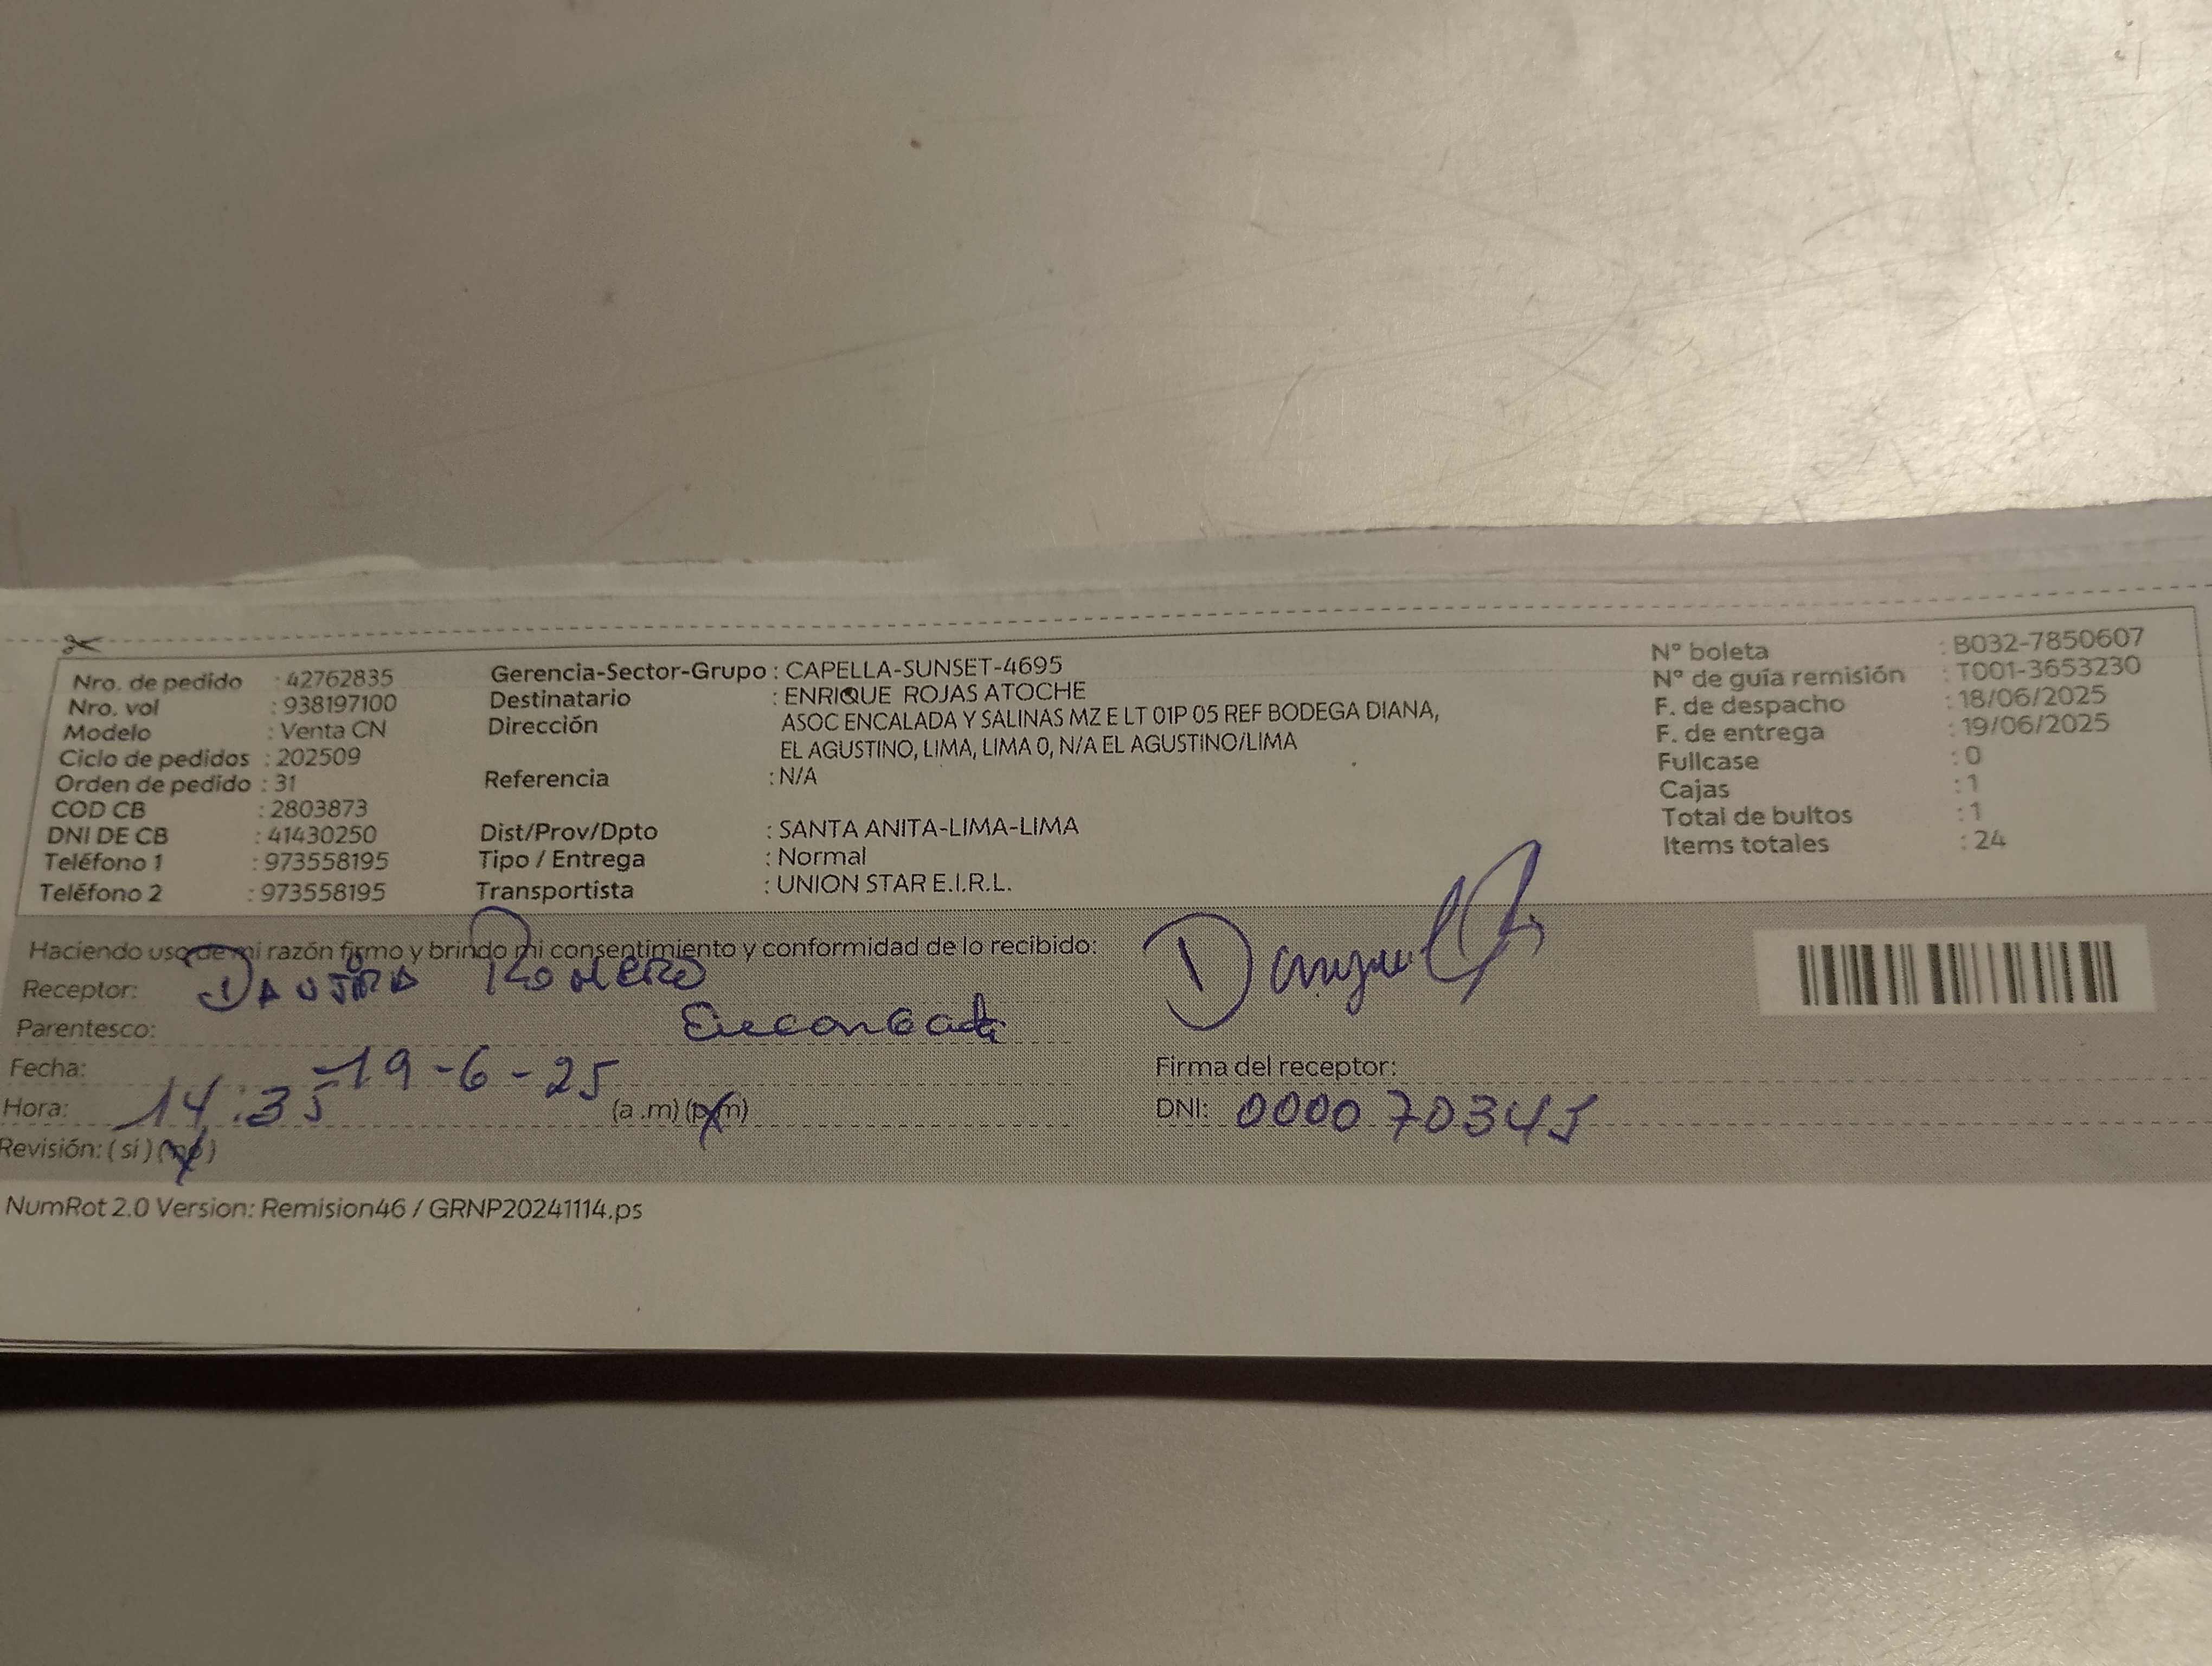 Nro. de pedido : 42762835
Nro. vol : 938197100
Modelo : Venta CN
Ciclo de pedidos : 202509
Orden de pedido : 31
COD CB : 2803873
DNI DE CB : 41430250
Teléfono 1 : 973558195
Teléfono 2 : 973558195
Gerencia-Sector-Grupo : CAPELLA-SUNSET-4695
Destinatario : ENRIQUE ROJAS ATOCHE
Dirección ASOC ENCALADA Y SALINAS MZ E LT 01P 05 REF BODEGA DIANA,
EL AGUSTINO, LIMA, LIMA 0, N/A EL AGUSTINO/LIMA
Referencia : N/A
Dist/Prov/Dpto : SANTA ANITA-LIMA-LIMA
Tipo / Entrega : Normal
Transportista : UNION STAR E.I.R.L.
N° boleta : B032-7850607
N° de guía remisión : T001-3653230
F. de despacho : 18/06/2025
F. de entrega : 19/06/2025
Fullcase : 0
Cajas : 1
Total de bultos : 1
Items totales : 24
Haciendo uso de mi razón firmo y brindo mi consentimiento y conformidad de lo recibido:
Receptor: Romero
Parentesco:
Fecha: 19-6-25
Hora: 14:35 (a .m) (p.m)
Revisión: ( si ) (no)
Firma del receptor:
DNI: 0000 70345
NumRot 2.0 Version: Remision46 / GRNP20241114.ps